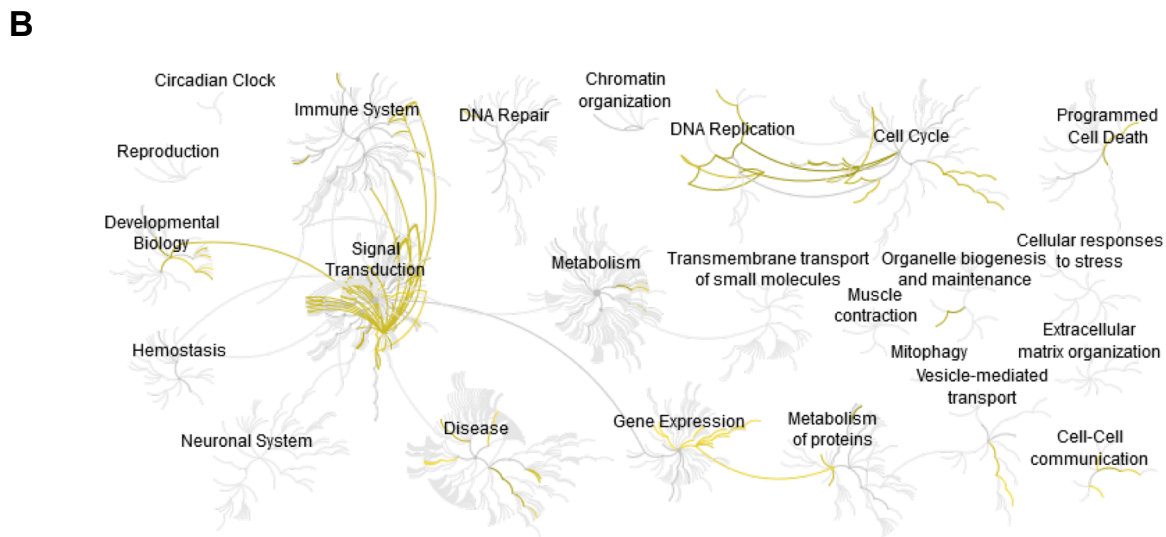 B
Circadian Clock
Immune System
DNA Repair
Chromatin
organization
DNA Replication
Cell Cycle
Programmed
Cell Death
Reproduction
Developmental
Biology
Signal
Transduction
Metabolism
Transmembrane transport
of small molecules
Organelle biogenesis
and maintenance
Cellular responses
to stress
Muscle
contraction
Hemostasis
Mitophagy
Extracellular
matrix organization
Vesicle-mediated
transport
Neuronal System
Disease
Gene Expression
Metabolism
of proteins
Cell-Cell
communication